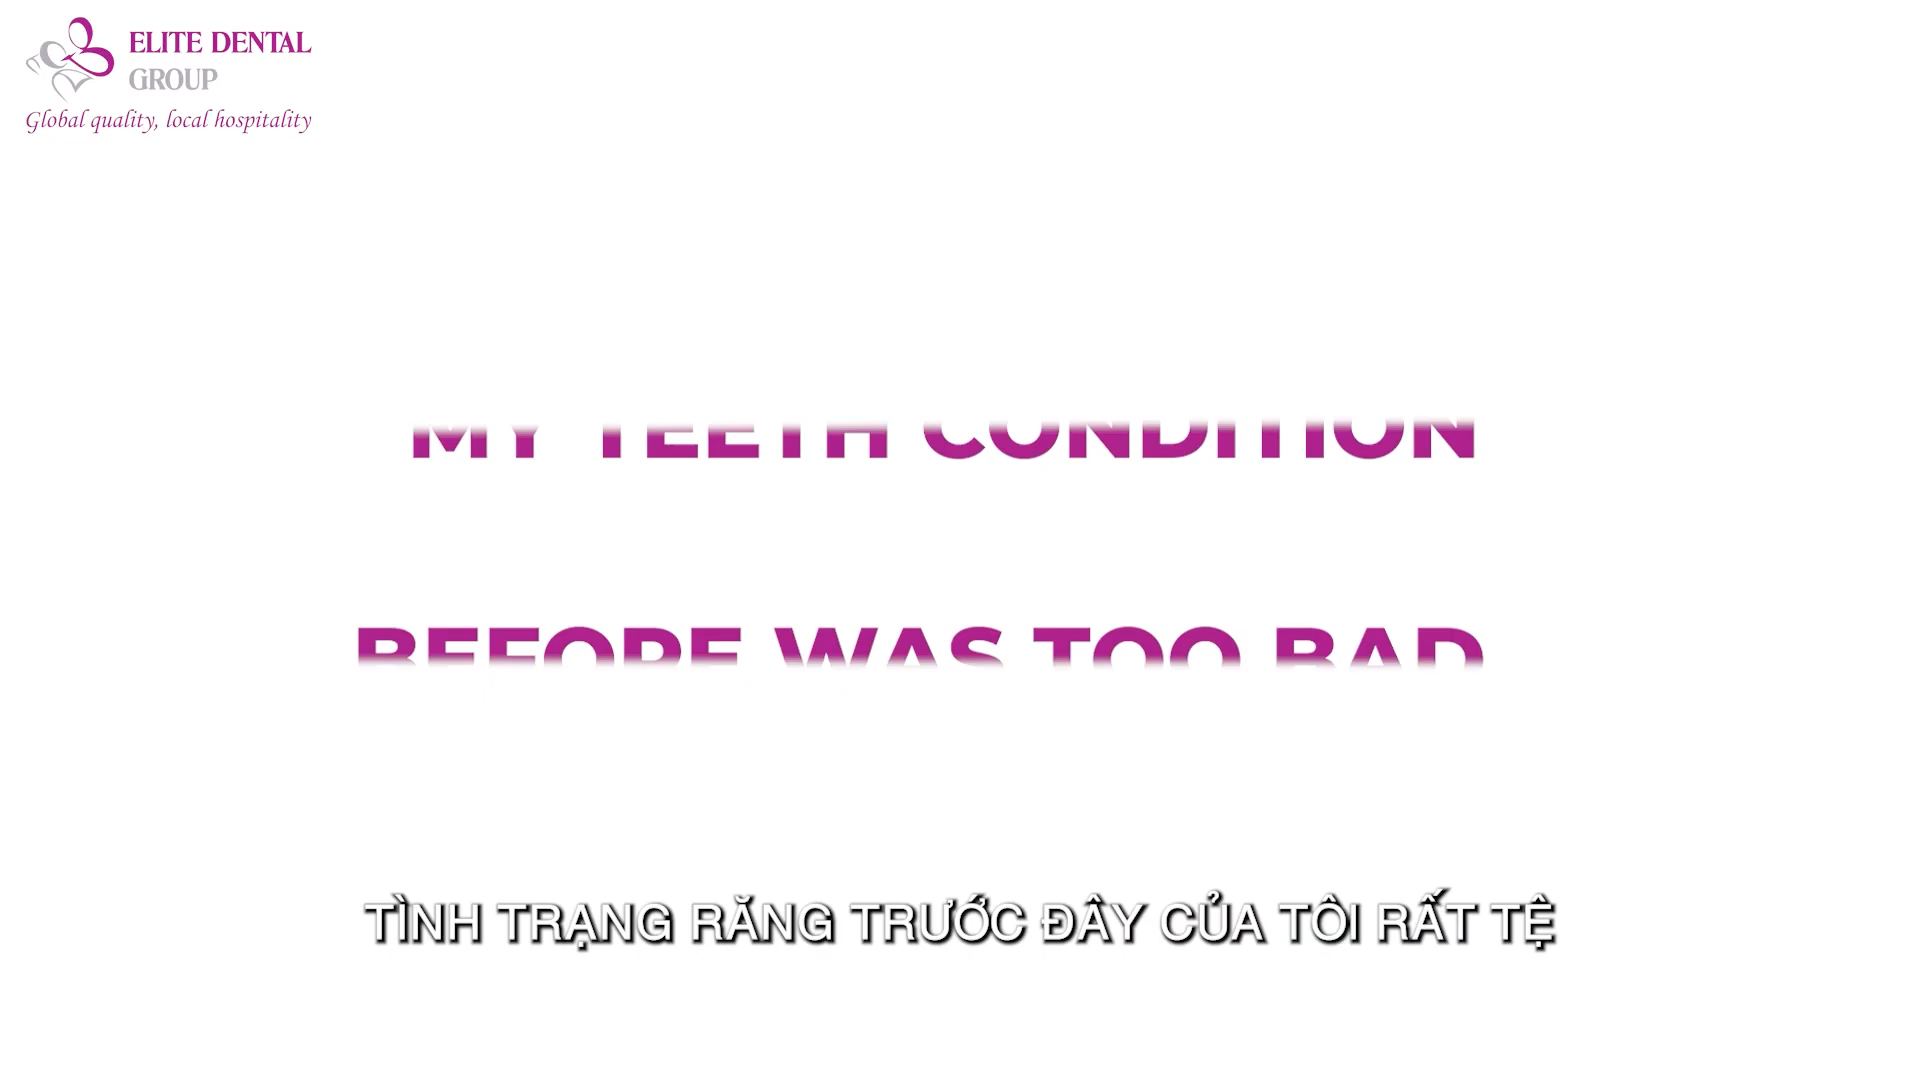 ELITE DENTAL
GROUP
Global quality, local hospitality
MY TEETH CONDITION
BEFORE WAS TOO BAD
TÌNH TRẠNG RĂNG TRƯỚC ĐÂY CỦA TÔI RẤT TỆ